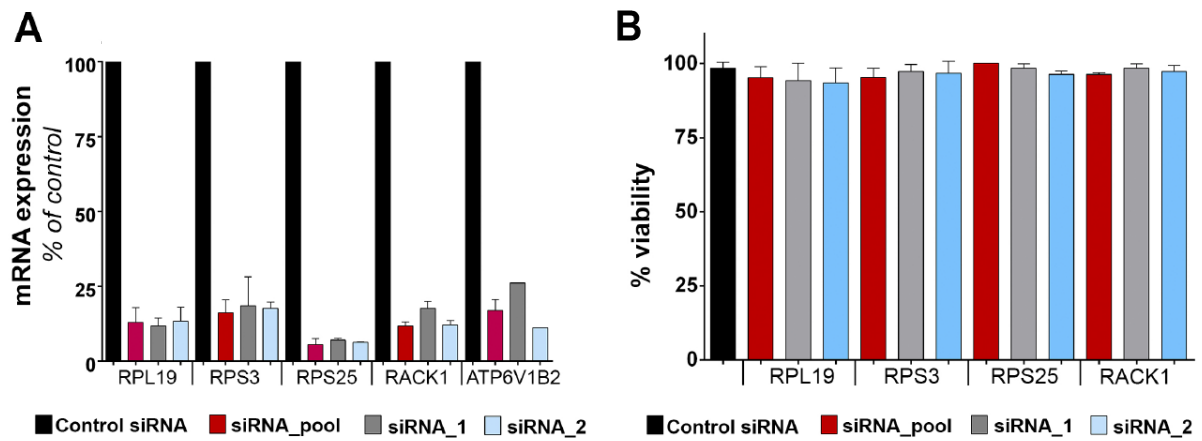 A
mRNA expression
% of control
100
75
50
25
0
RPL19 RPS3 RPS25 RACK1 ATP6V1B2
Control siRNA siRNA_pool siRNA_1 siRNA_2
B
% viability
100
75
50
25
0
RPL19 RPS3 RPS25 RACK1
Control siRNA siRNA_pool siRNA_1 siRNA_2